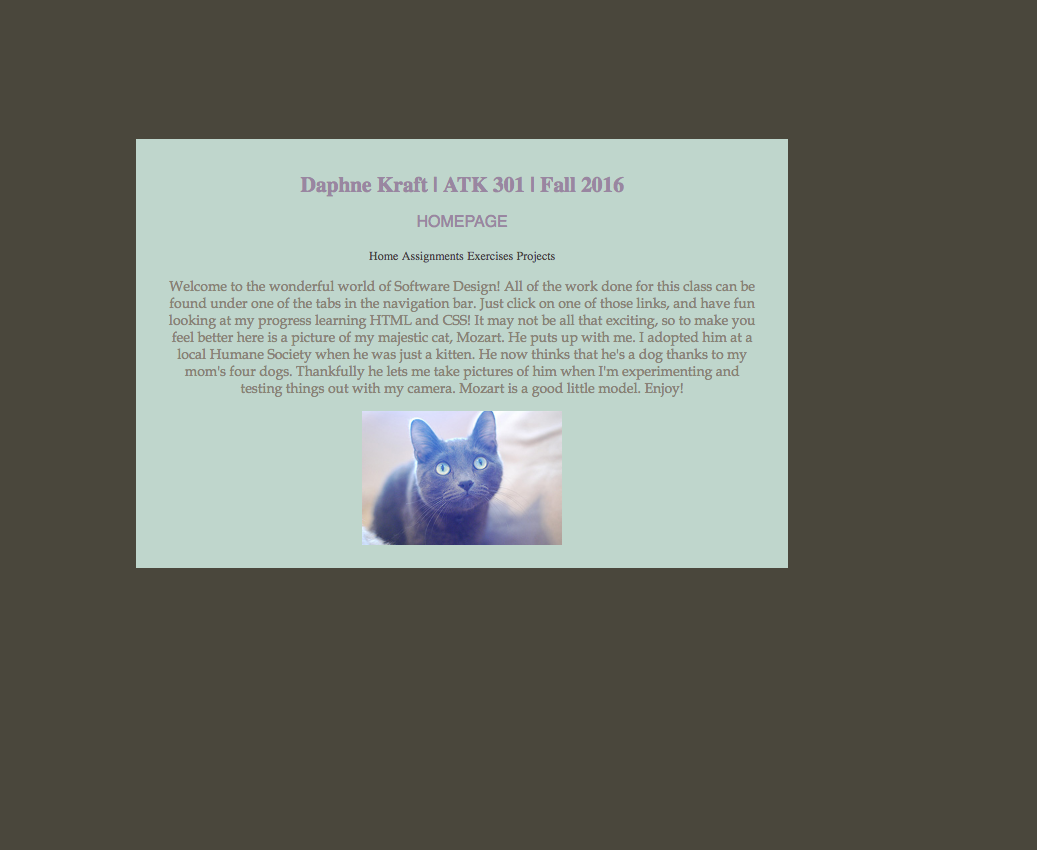 Daphne Kraft | ATK 301 | Fall 2016
HOMEPAGE
Home Assignments Exercises Projects
Welcome to the wonderful world of Software Design! All of the work done for this class can be
found under one of the tabs in the navigation bar. Just click on one of those links, and have fun
looking at my progress learning HTML and CSS! It may not be all that exciting, so to make you
feel better here is a picture of my majestic cat, Mozart. He puts up with me. I adopted him at a
local Humane Society when he was just a kitten. He now thinks that he's a dog thanks to my
mom's four dogs. Thankfully he lets me take pictures of him when I'm experimenting and
testing things out with my camera. Mozart is a good little model. Enjoy!